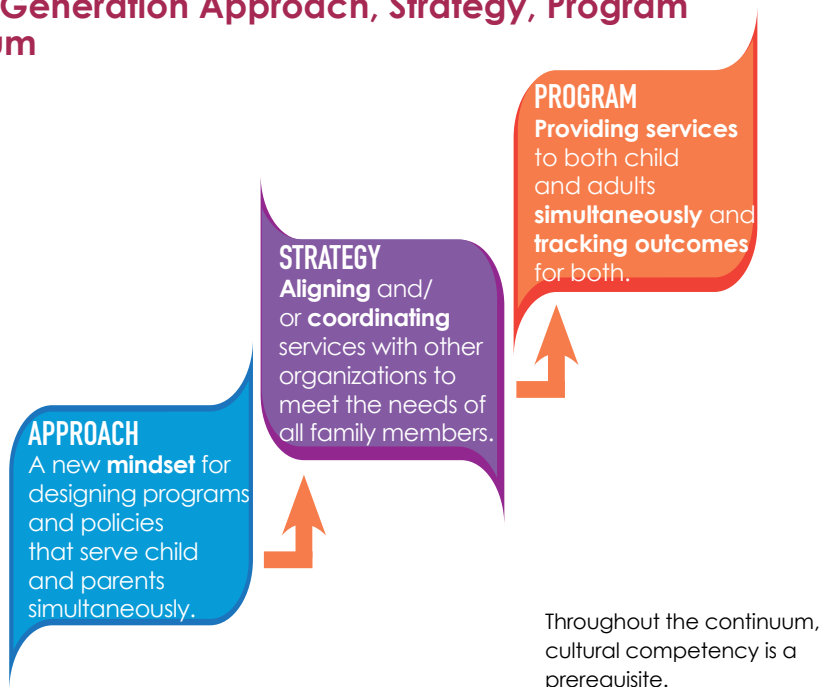 Generation Approach, Strategy, Program
um
PROGRAM
Providing services
to both child
and adults
simultaneously and
tracking outcomes
for both.
STRATEGY
Aligning and/
or coordinating
services with other
organizations to
meet the needs of
all family members.
APPROACH
A new mindset for
designing programs
and policies
that serve child
and parents
simultaneously.
Throughout the continuum,
cultural competency is a
prerequisite.